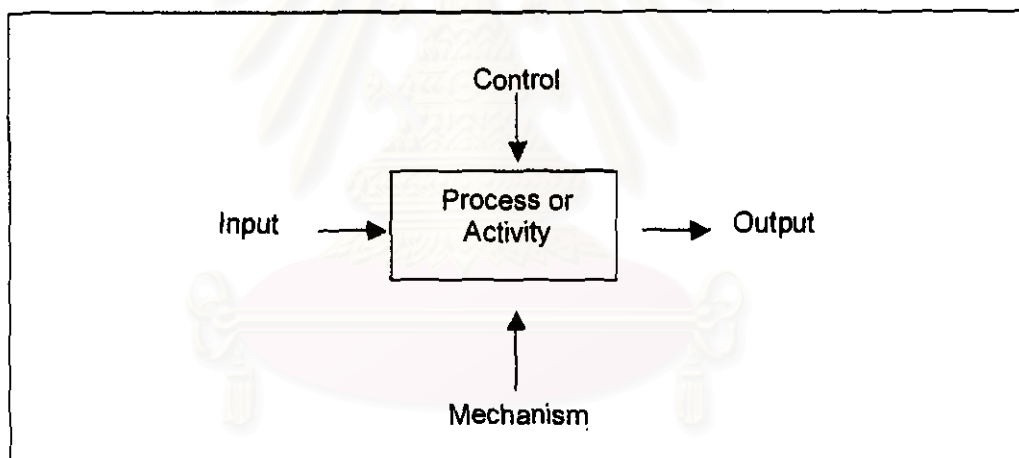 Control
Process or
Activity
Input
Output
Mechanism